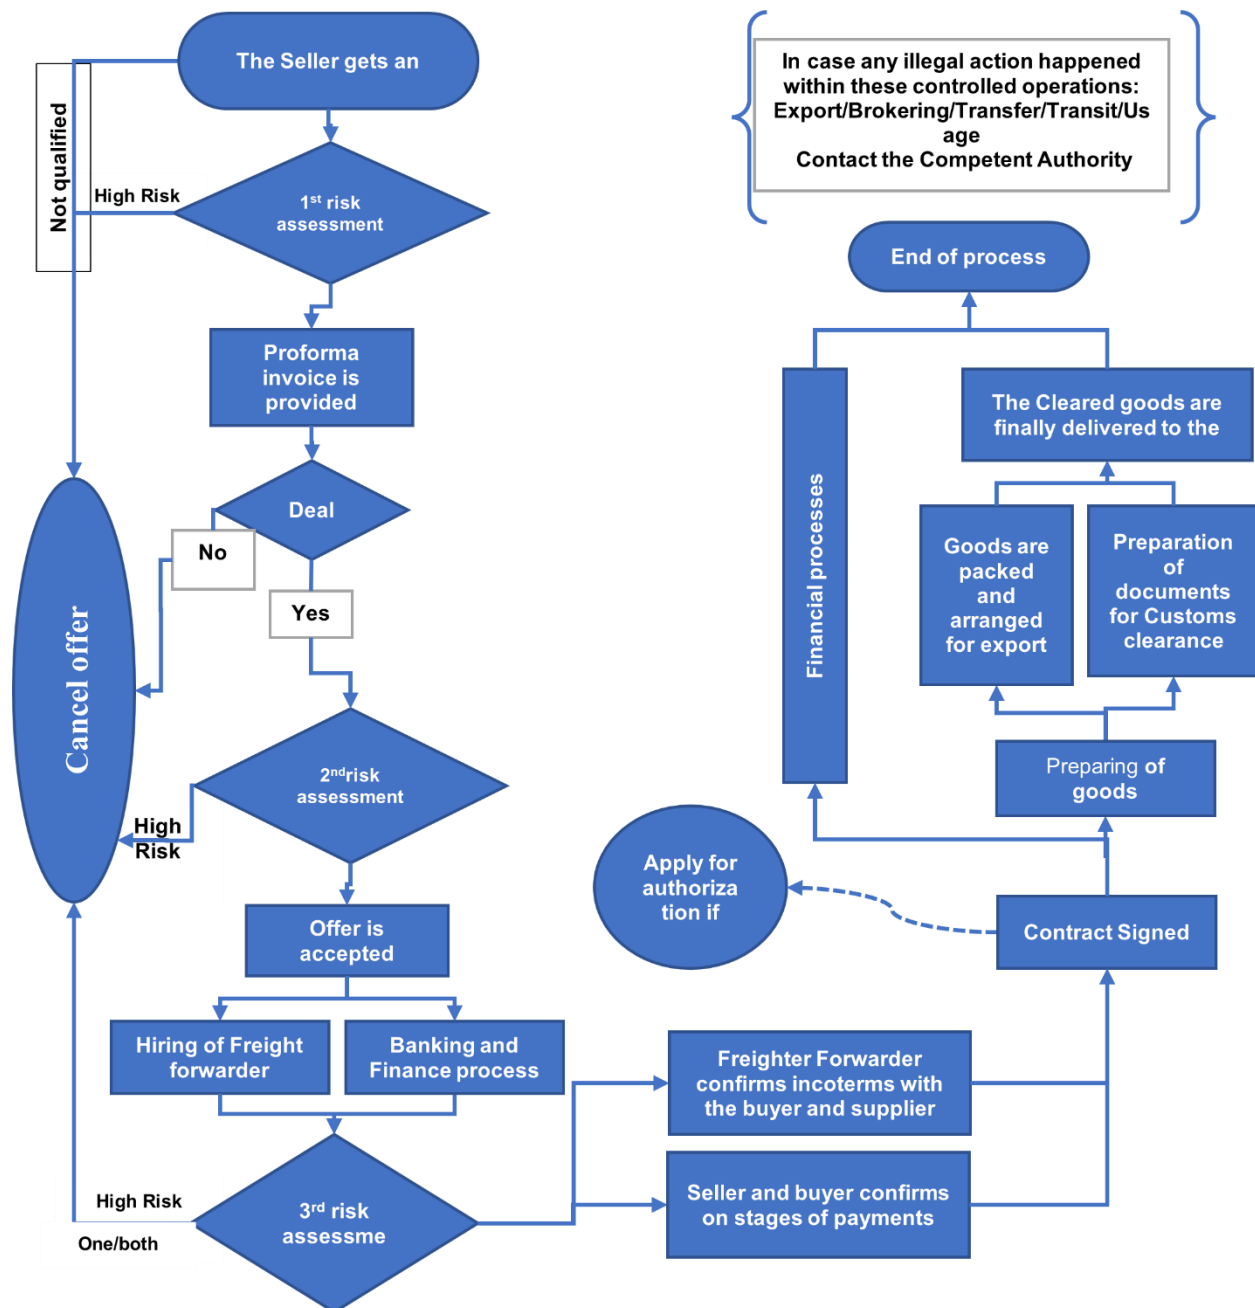 The Seller gets an
Not qualified
High Risk
1st risk
assessment
Proforma
invoice is
provided
Deal
No
Yes
Cancel offer
2ndrisk
assessment
High
Risk
Offer is
accepted
Hiring of Freight
forwarder
Banking and
Finance process
High Risk
One/both
3rd risk
assessme
Freighter Forwarder
confirms incoterms with
the buyer and supplier
Seller and buyer confirms
on stages of payments
Contract Signed
Apply for
authoriza
tion if
Preparing of
goods
Financial processes
Goods are
packed
and
arranged
for export
Preparation
of
documents
for Customs
clearance
The Cleared goods are
finally delivered to the
End of process
In case any illegal action happened
within these controlled operations:
Export/Brokering/Transfer/Transit/Us
age
Contact the Competent Authority